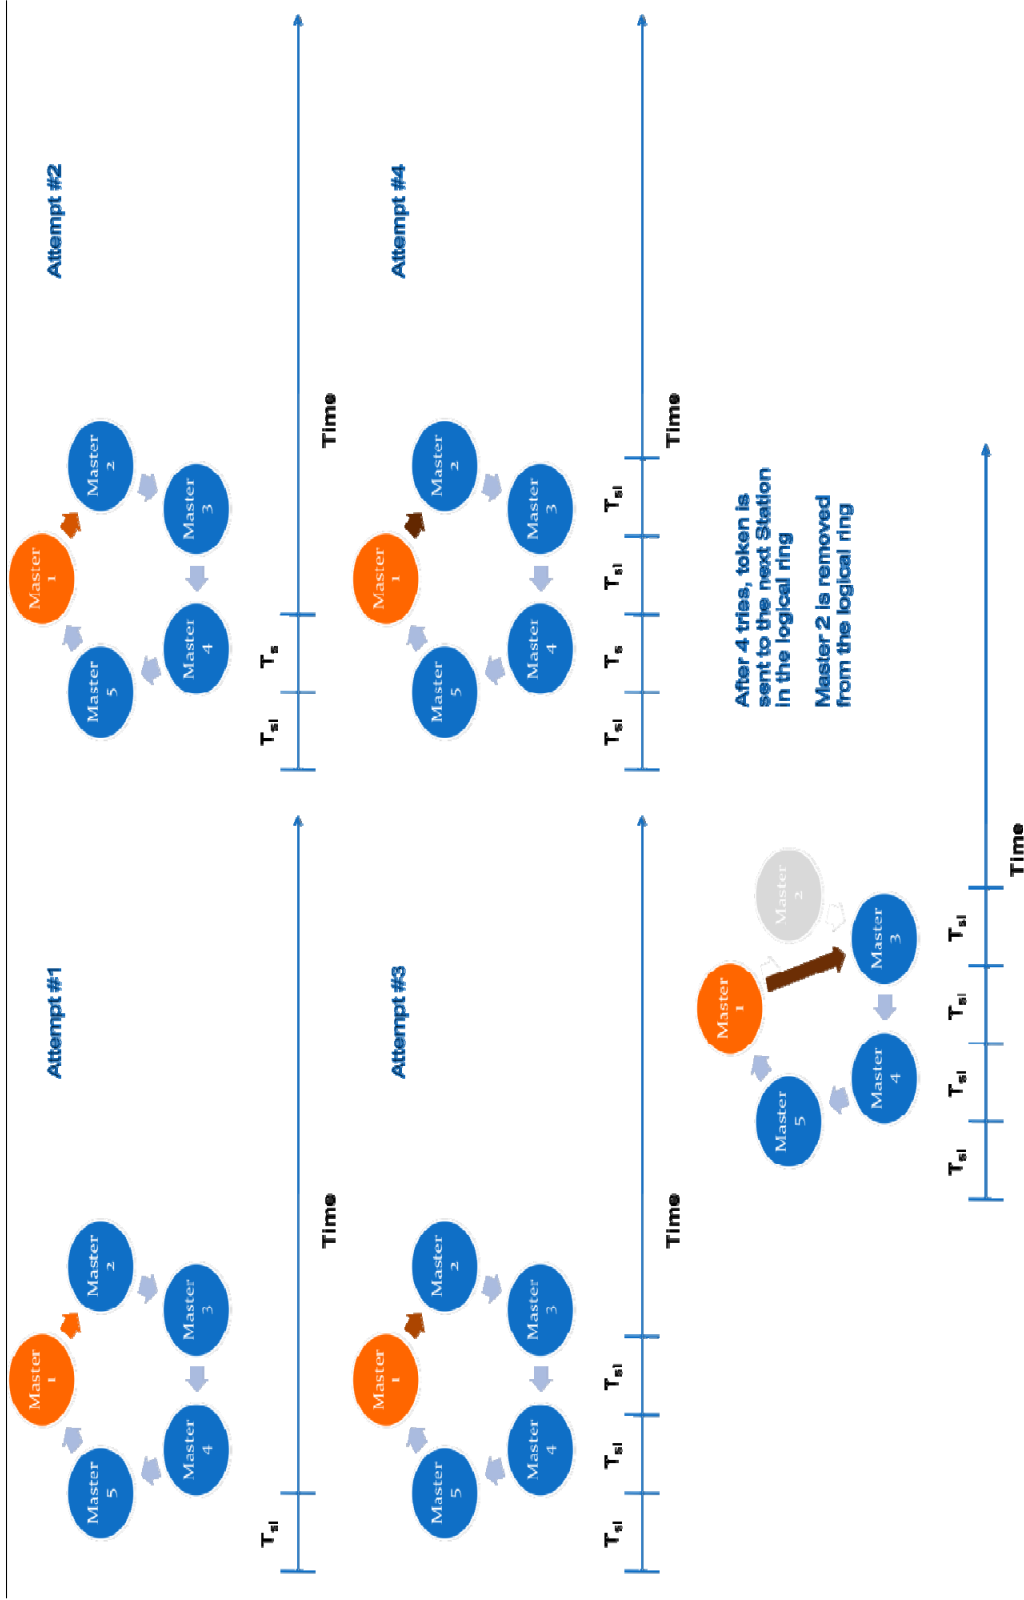 Attempt #1
Master
1
Master
2
Master
3
Master
4
Master
5
Tsl
Time
Attempt #2
Master
1
Master
2
Master
3
Master
4
Master
5
Tsl
Ts
Time
Attempt #3
Master
1
Master
2
Master
3
Master
4
Master
5
Tsl
Tsl
Tsl
Time
Attempt #4
Master
1
Master
2
Master
3
Master
4
Master
5
Tsl
Ts
Tsl
Tsl
Time
Master
1
Master
2
Master
3
Master
4
Master
5
After 4 tries, token is
sent to the next Station
in the logical ring
Master 2 is removed
from the logical ring
Tsl
Tsl
Tsl
Tsl
Time